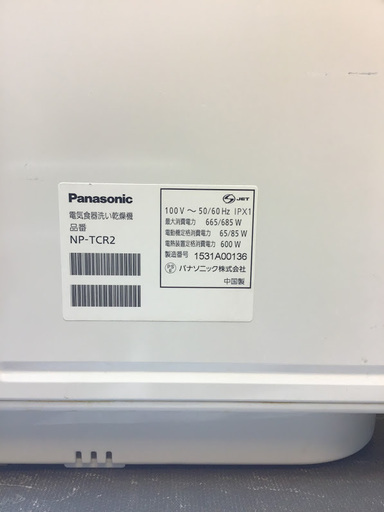 Panasonic
電気食器洗い乾燥機
品番
NP-TCR2
JET
100 V ～ 50/60 Hz IPX1
最大消費電力 665/685 W
電動機定格消費電力 65/85 W
電熱装置定格消費電力 600 W
製造番号 1531A00136
パナソニック株式会社
中国製